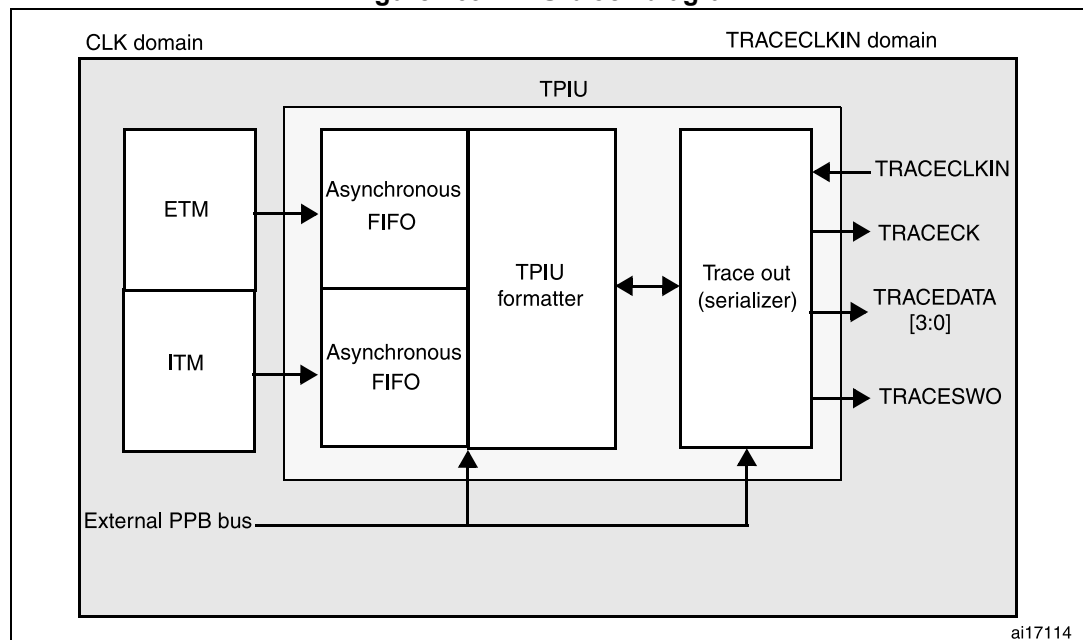 CLK domain
TRACECLKIN domain
TPIU
ETM
Asynchronous
FIFO
TPIU
formatter
Trace out
(serializer)
TRACECLKIN
TRACECK
TRACEDATA
[3:0]
TRACESWO
ITM
Asynchronous
FIFO
External PPB bus
ai17114